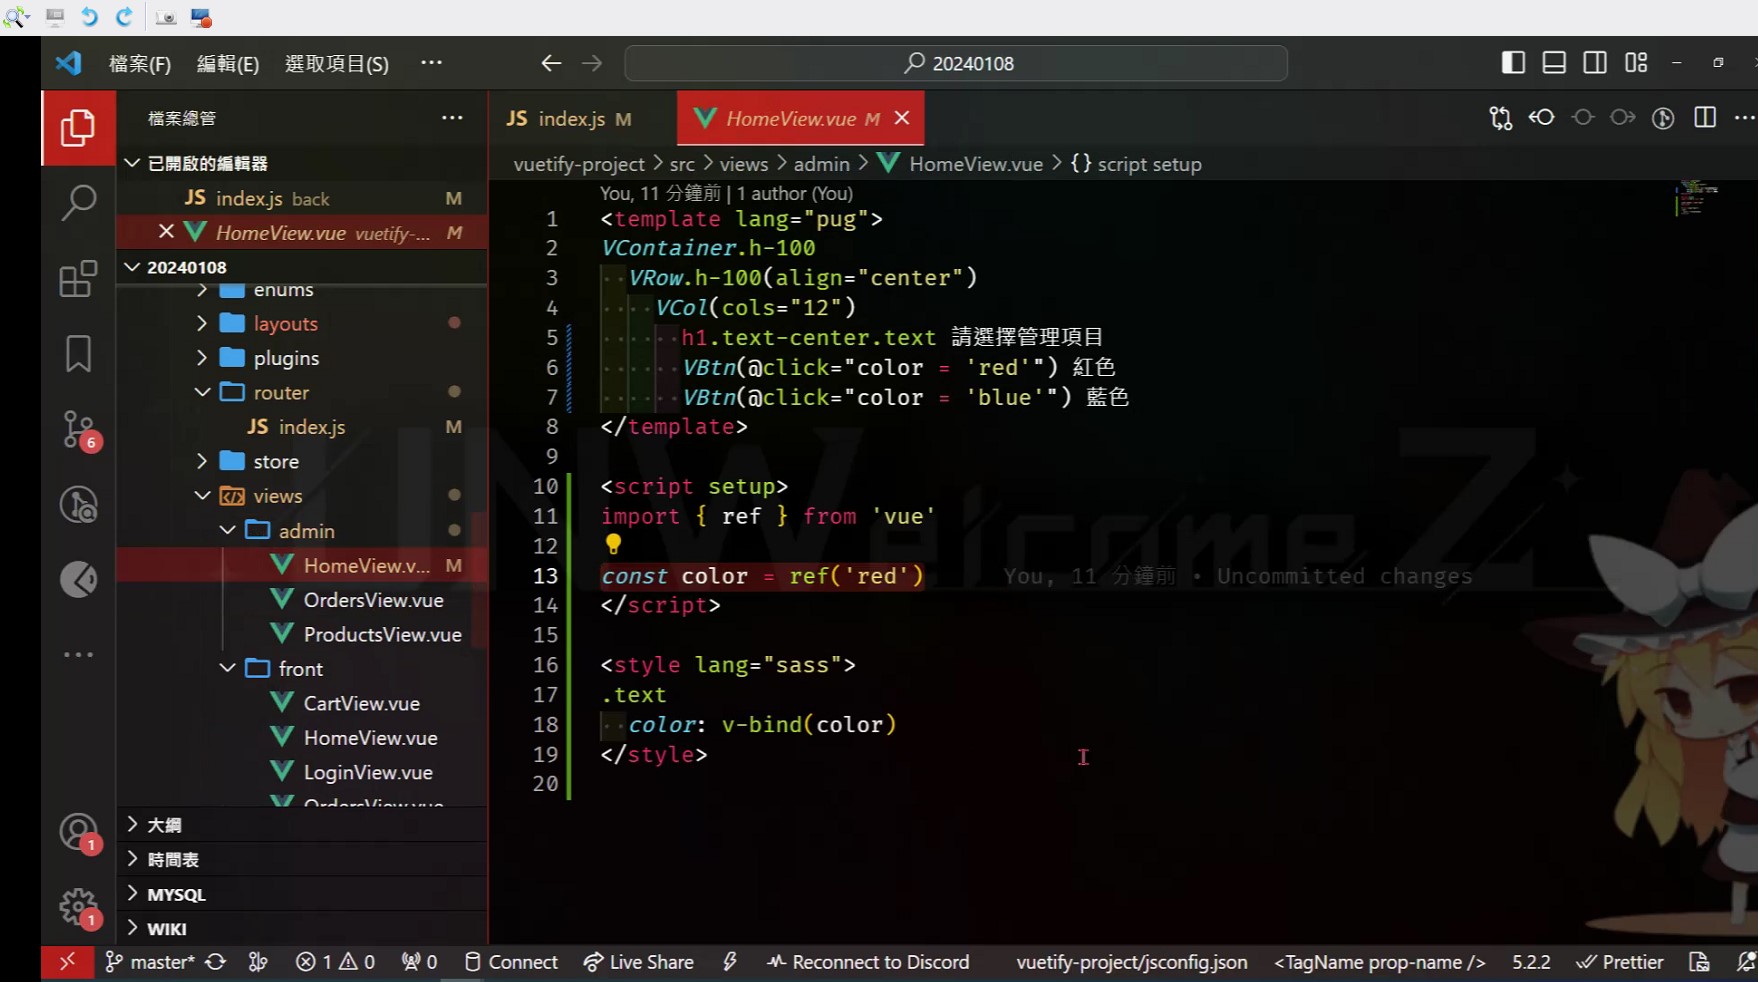 檔案(F) 編輯(E) 選取項目(S) ··· 20240108
檔案總管 ···
JS index.js M HomeView.vue M
已開啟的編輯器
JS index.js back M
HomeView.vue vuetify-... M
20240108
enums
layouts
plugins
router
JS index.js M
store
views
admin
HomeView.v... M
OrdersView.vue
ProductsView.vue
front
CartView.vue
HomeView.vue
LoginView.vue
OrdersView.vue
大綱
時間表
MYSQL
WIKI
6
1
1
vuetify-project > src > views > admin > HomeView.vue > {} script setup
You, 11 分鐘前 | 1 author (You)
1 <template lang="pug">
2 VContainer.h-100
3 VRow.h-100(align="center")
4 VCol(cols="12")
5 h1.text-center.text 請選擇管理項目
6 VBtn(@click="color = 'red'") 紅色
7 VBtn(@click="color = 'blue'") 藍色
8 </template>
9
10 <script setup>
11 import { ref } from 'vue'
12
13 const color = ref('red') You, 11 分鐘前 • Uncommitted changes
14 </script>
15
16 <style lang="sass">
17 .text
18 color: v-bind(color)
19 </style>
20
Welcome Z
master* 1 0 0 Connect Live Share Reconnect to Discord vuetify-project/jsconfig.json <TagName prop-name /> 5.2.2 Prettier